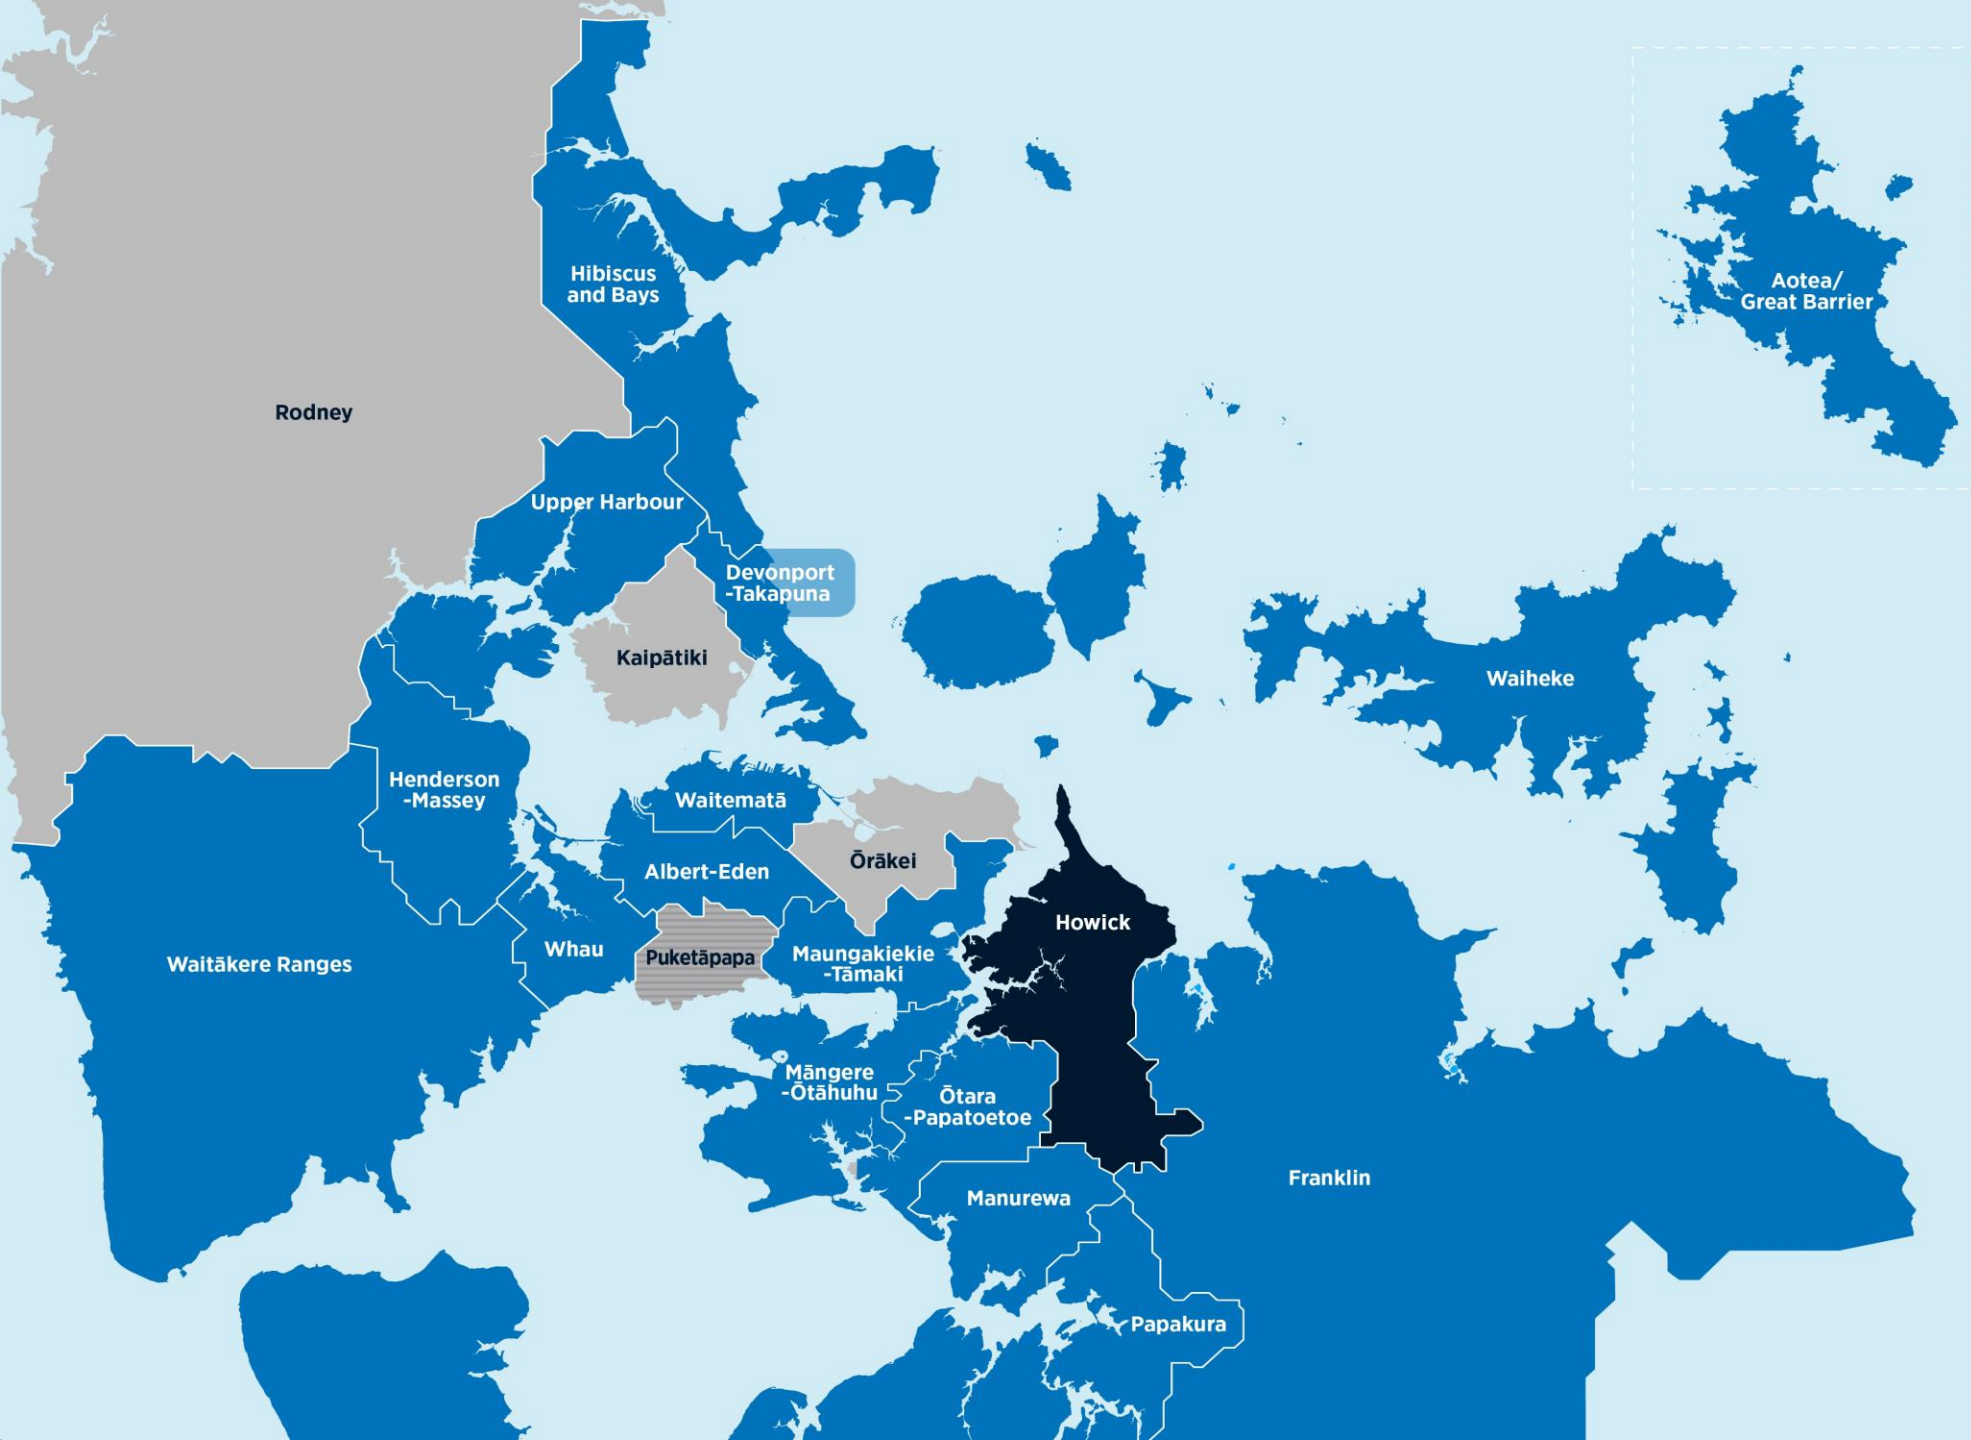 Hibiscus
and Bays
Aotea/
Great Barrier
Rodney
Upper Harbour
Devonport
-Takapuna
Kaipātiki
Waiheke
Henderson
-Massey
Waitematā
Ōrākei
Albert-Eden
Howick
Whau
Puketāpapa
Maungakiekie
-Tāmaki
Waitākere Ranges
Māngere
-Ōtāhuhu
Ōtara
-Papatoetoe
Franklin
Manurewa
Papakura